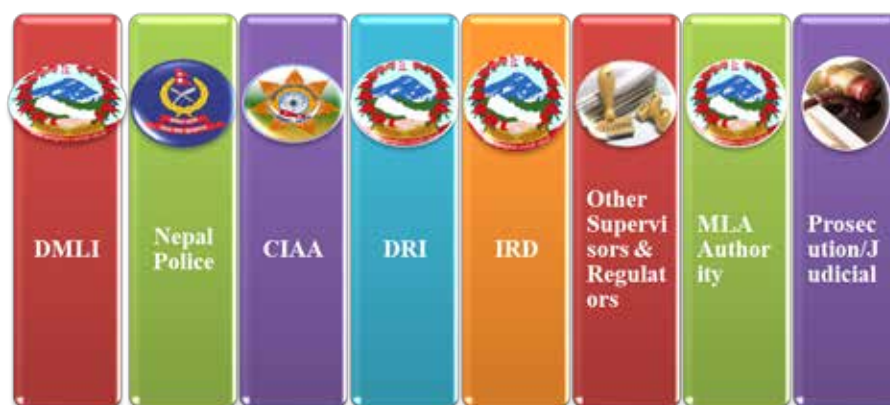 DMLI
Nepal
Police
CIAA
DRI
IRD
Other
Supervi
sors &
Regulat
ors
MLA
Author
ity
Prosec
ution/J
udicial